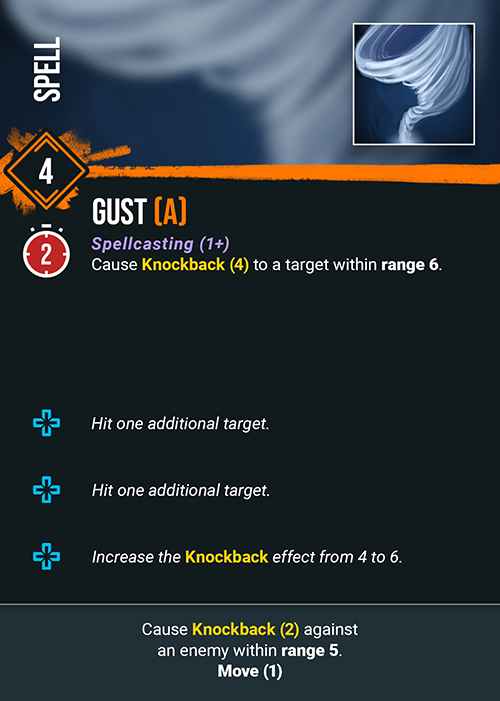 SPELL
4
GUST (A)
2
Spellcasting (1+)
Cause Knockback (4) to a target within range 6.
Hit one additional target.
Hit one additional target.
Increase the Knockback effect from 4 to 6.
Cause Knockback (2) against
an enemy within range 5.
Move (1)